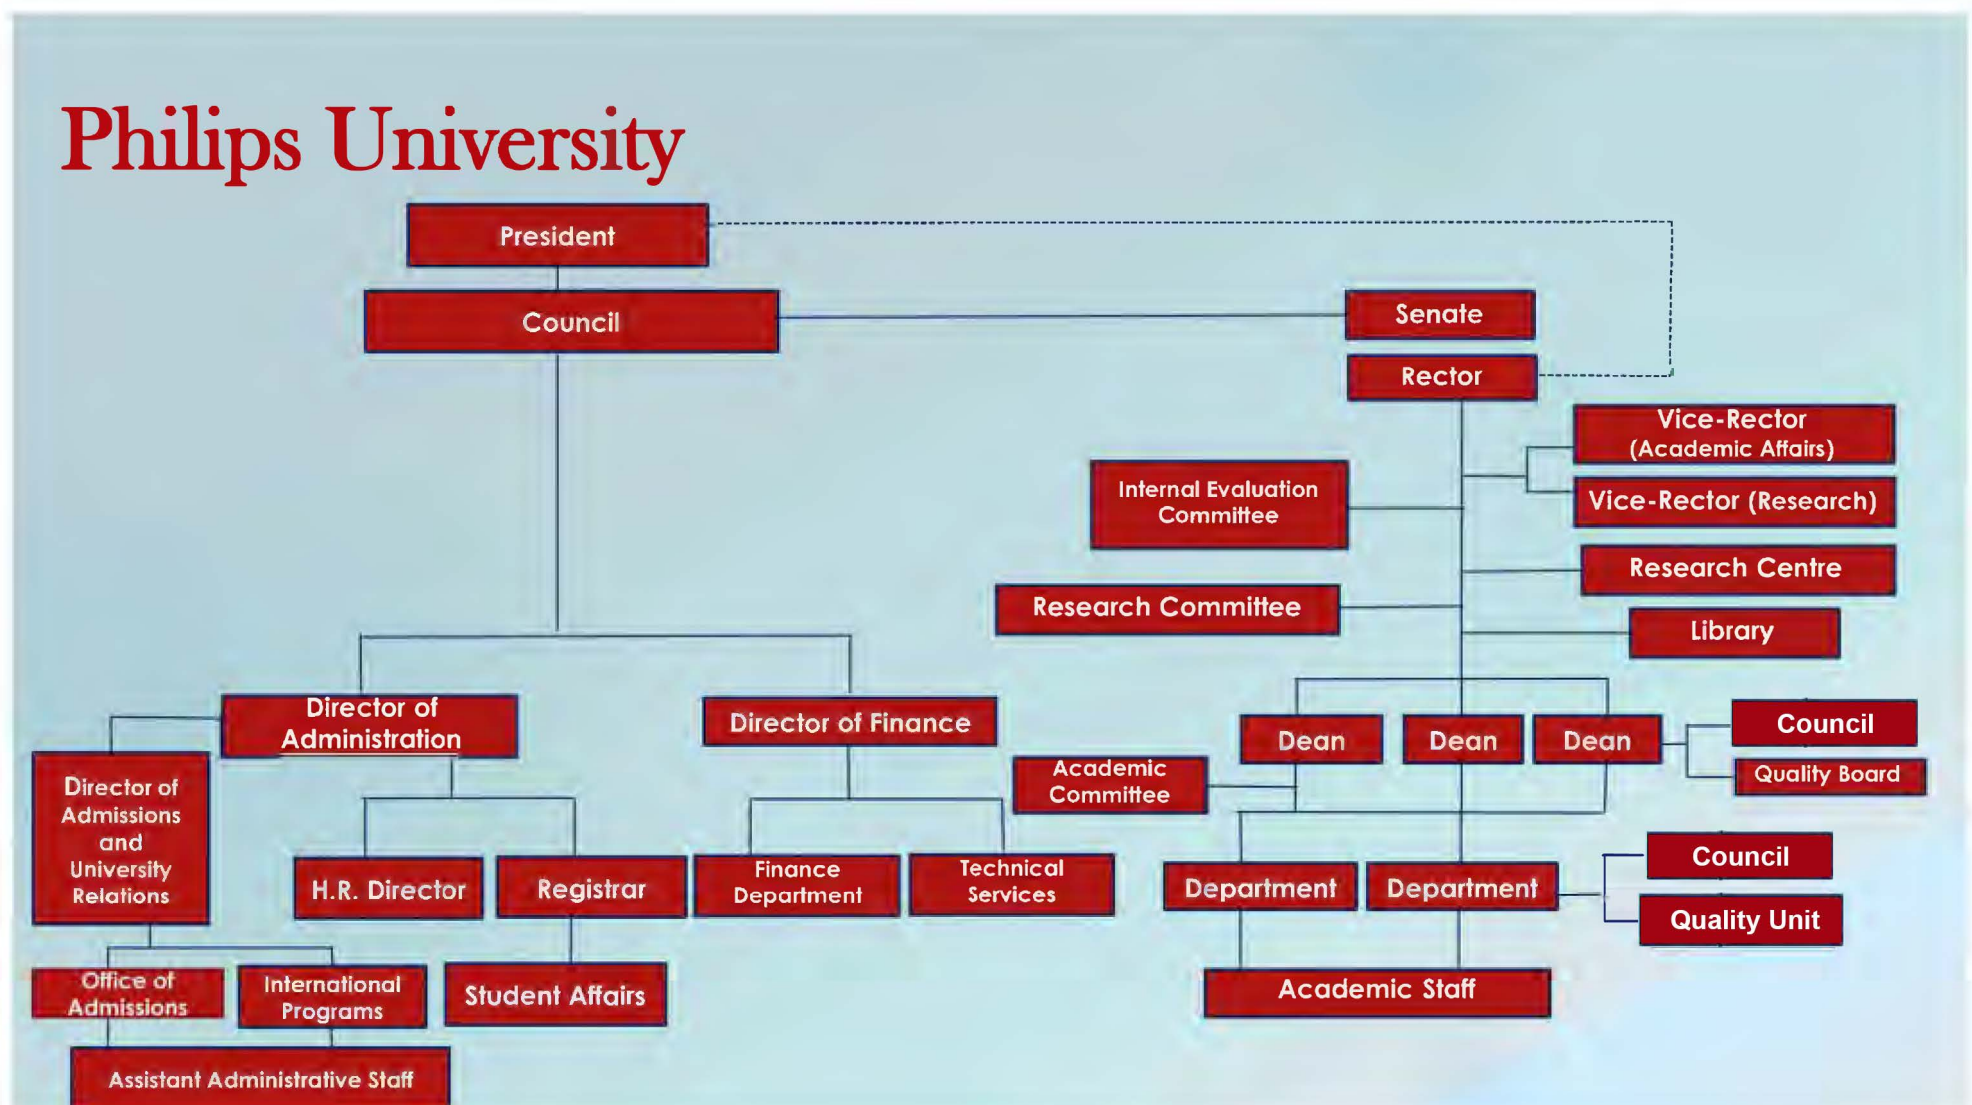 Philips University
President
Council
Senate
Rector
Vice-Rector
(Academic Affairs)
Vice-Rector (Research)
Internal Evaluation
Committee
Research Centre
Research Committee
Library
Director of
Administration
Director of Finance
Dean
Dean
Dean
Council
Quality Board
Academic
Committee
Director of
Admissions
and
University
Relations
H.R. Director
Registrar
Finance
Department
Technical
Services
Department
Department
Council
Quality Unit
Office of
Admissions
International
Programs
Student Affairs
Academic Staff
Assistant Administrative Staff